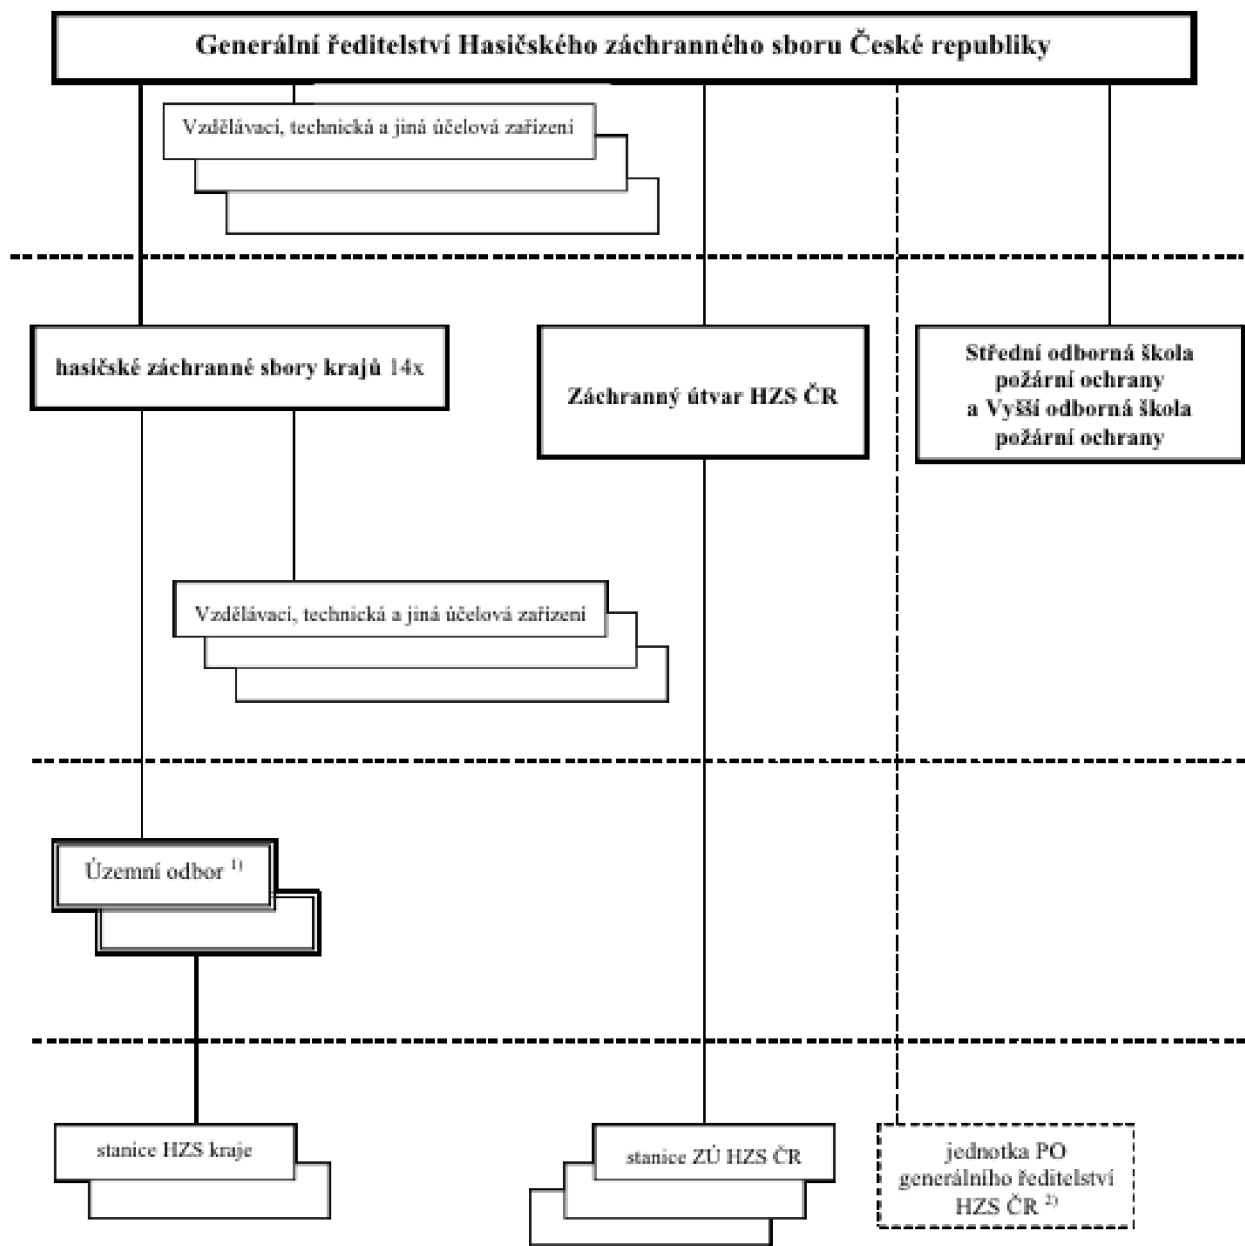 Generální ředitelství Hasičského záchranného sboru České republiky
Vzdělávací, technická a jiná účelová zařízení
hasičské záchranné sbory krajů 14x
Záchranný útvar HZS ČR
Střední odborná škola
požární ochrany
a Vyšší odborná škola
požární ochrany
Vzdělávací, technická a jiná účelová zařízení
Územní odbor 1)
stanice HZS kraje
stanice ZÚ HZS ČR
jednotka PO
generálního ředitelství
HZS ČR 2)